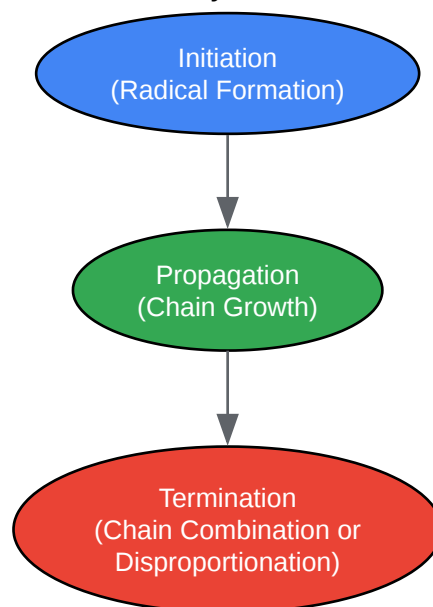 Initiation
(Radical Formation)
Propagation
(Chain Growth)
Termination
(Chain Combination or
Disproportionation)